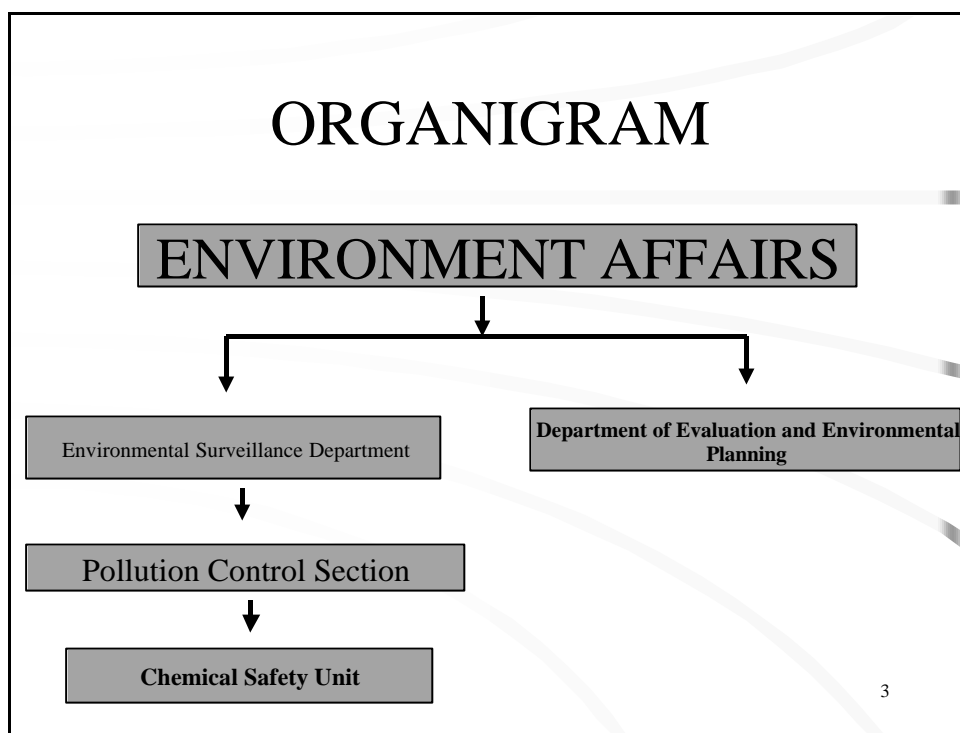 ORGANIGRAM
ENVIRONMENT AFFAIRS
Environmental Surveillance Department
Department of Evaluation and Environmental
Planning
Pollution Control Section
Chemical Safety Unit
3